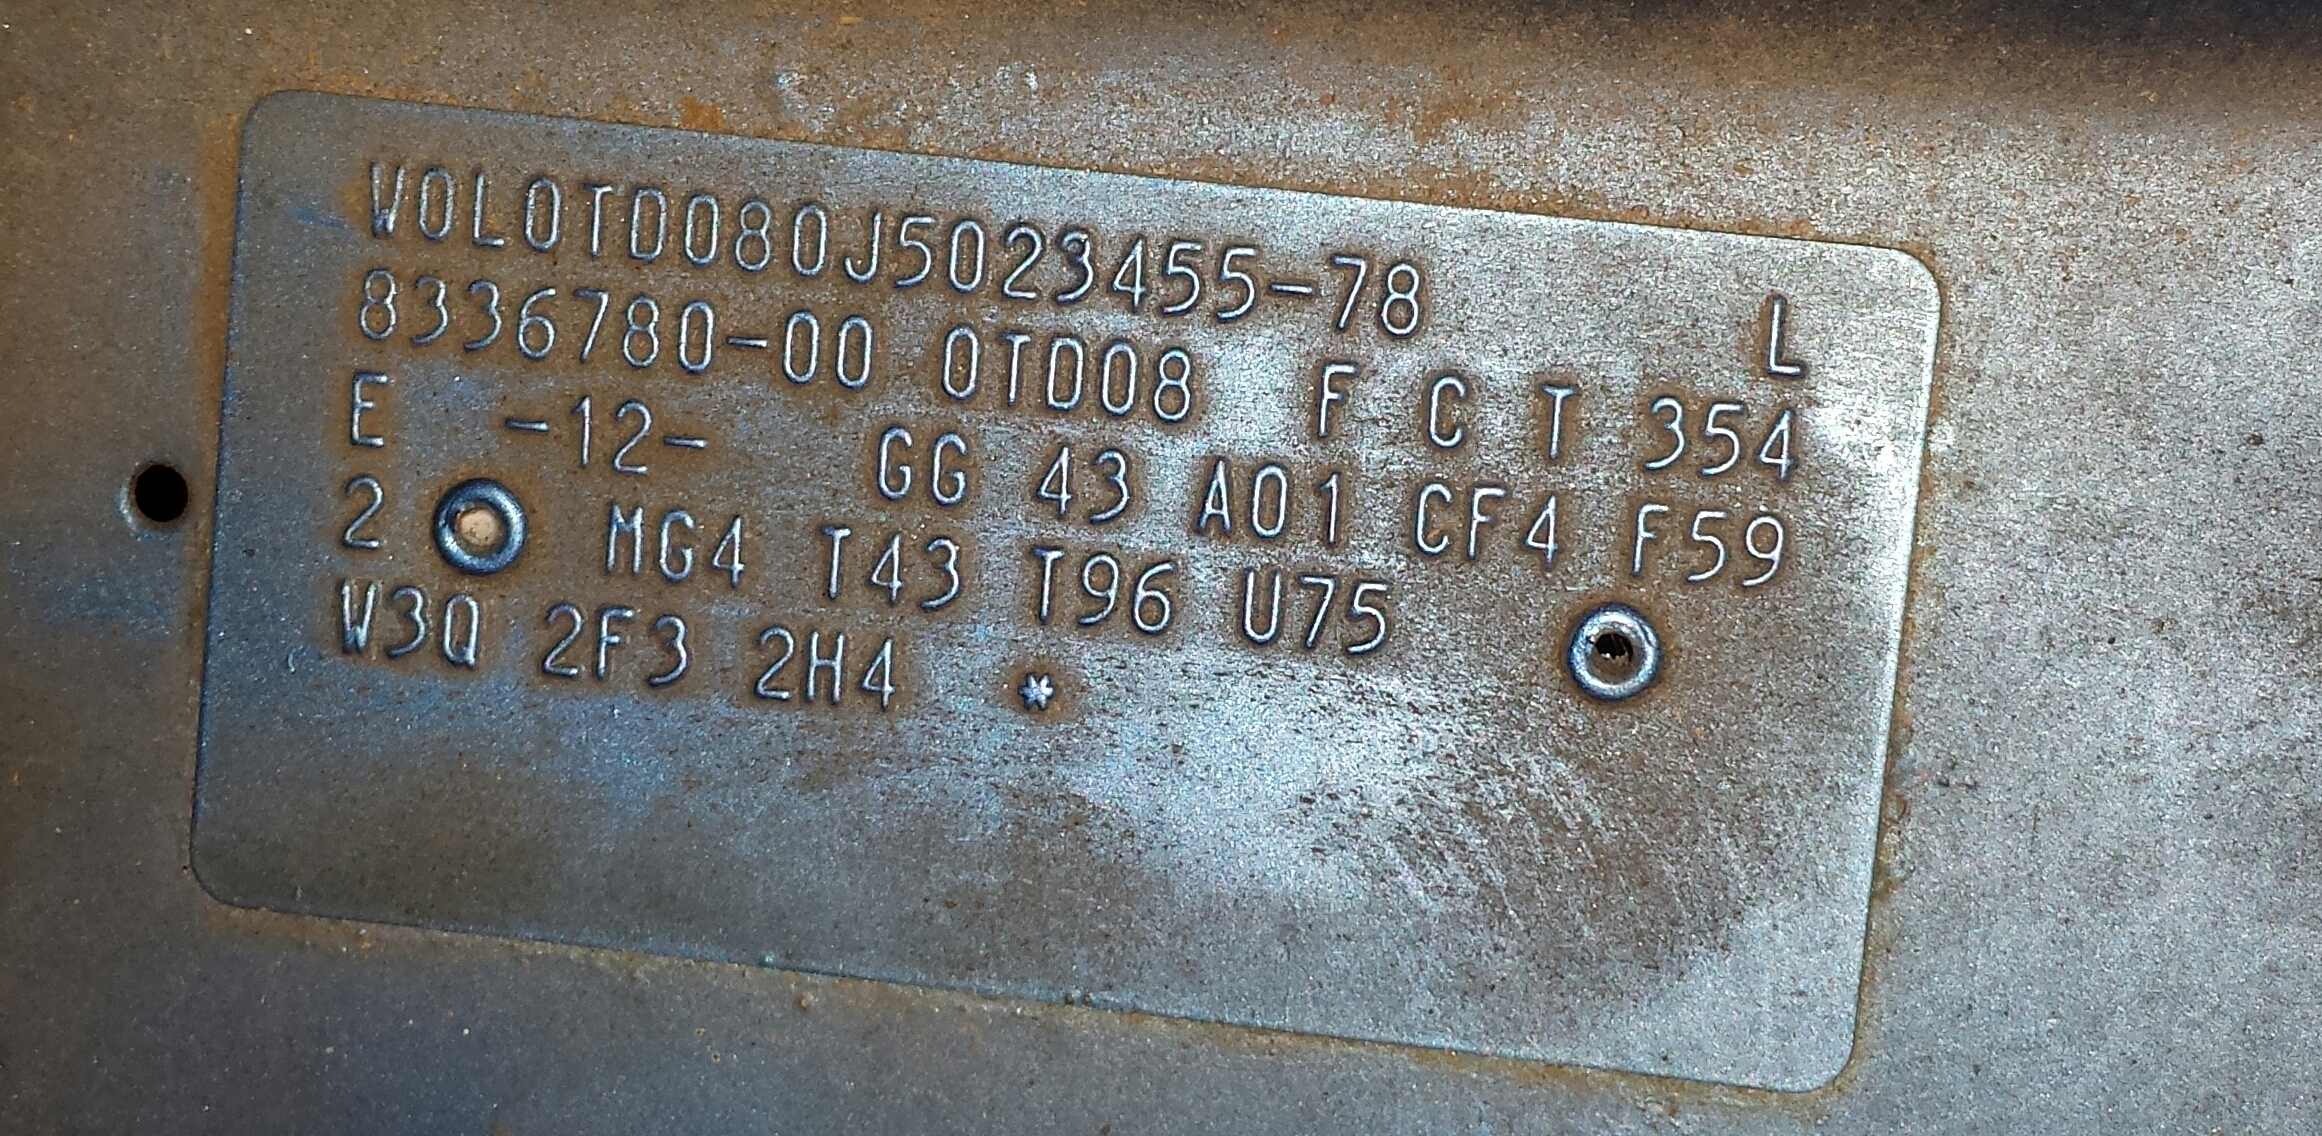 W0L0TD080J5023455-78 L
8336780-00 0TD08 F C T 354
E -12- GG 43 A01 CF4 F59
2 MG4 T43 T96 U75
W3Q 2F3 2H4 *